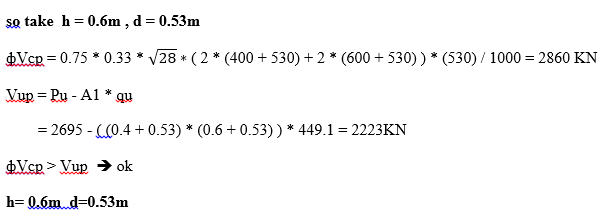 so take h = 0.6m , d = 0.53m
ϕVcp = 0.75 * 0.33 * √28 * ( 2 * (400 + 530) + 2 * (600 + 530) ) * (530) / 1000 = 2860 KN
Vup = Pu - A1 * qu
= 2695 - ( (0.4 + 0.53) * (0.6 + 0.53) ) * 449.1 = 2223KN
ϕVcp > Vup ➔ ok
h= 0.6m d=0.53m